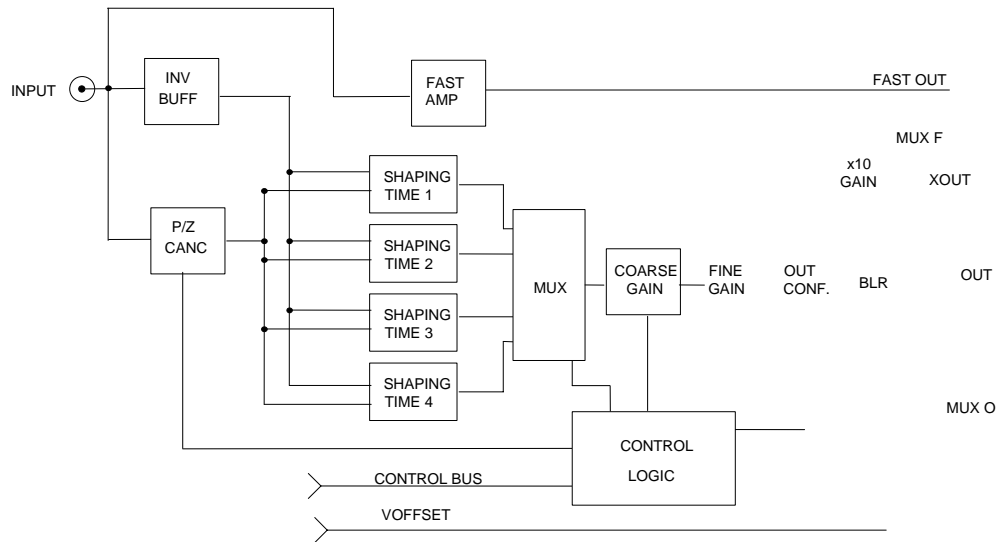 INPUT
INV
BUFF
FAST
AMP
FAST OUT
MUX F
x10
GAIN
XOUT
P/Z
CANC
SHAPING
TIME 1
SHAPING
TIME 2
SHAPING
TIME 3
SHAPING
TIME 4
MUX
COARSE
GAIN
FINE
GAIN
OUT
CONF.
BLR
OUT
MUX O
CONTROL
LOGIC
CONTROL BUS
VOFFSET